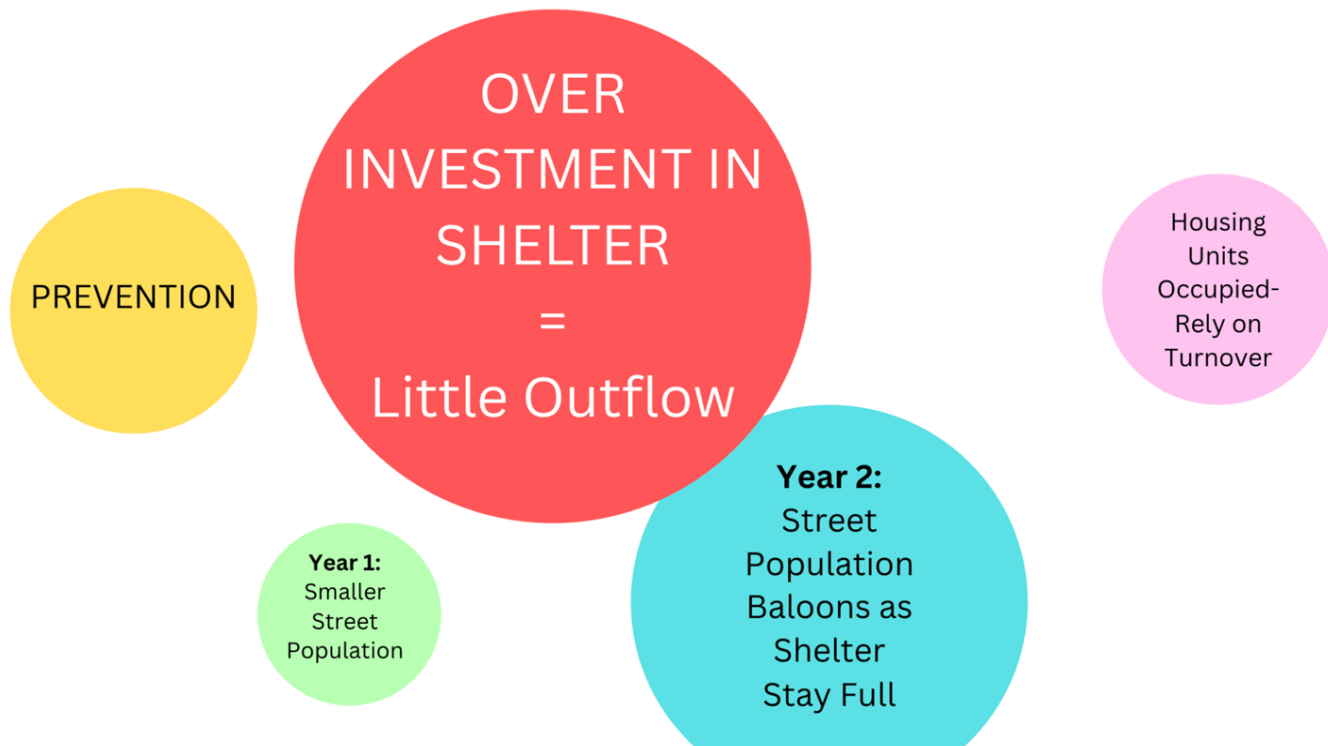 PREVENTION
OVER
INVESTMENT IN
SHELTER
=
Little Outflow
Housing
Units
Occupied-
Rely on
Turnover
Year 1:
Smaller
Street
Population
Year 2:
Street
Population
Baloons as
Shelter
Stay Full